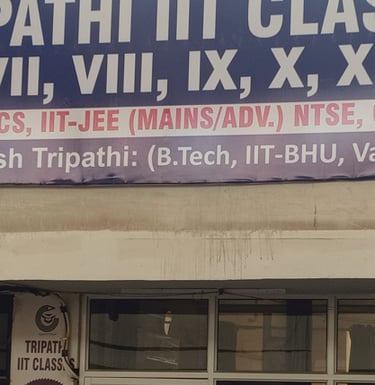 PATHI IIT CLAS
VII, VIII, IX, X, X
CS, IIT-JEE (MAINS/ADV.) NTSE,
sh Tripathi: (B.Tech, IIT-BHU, Va
TRIPATHI
IIT CLASSES